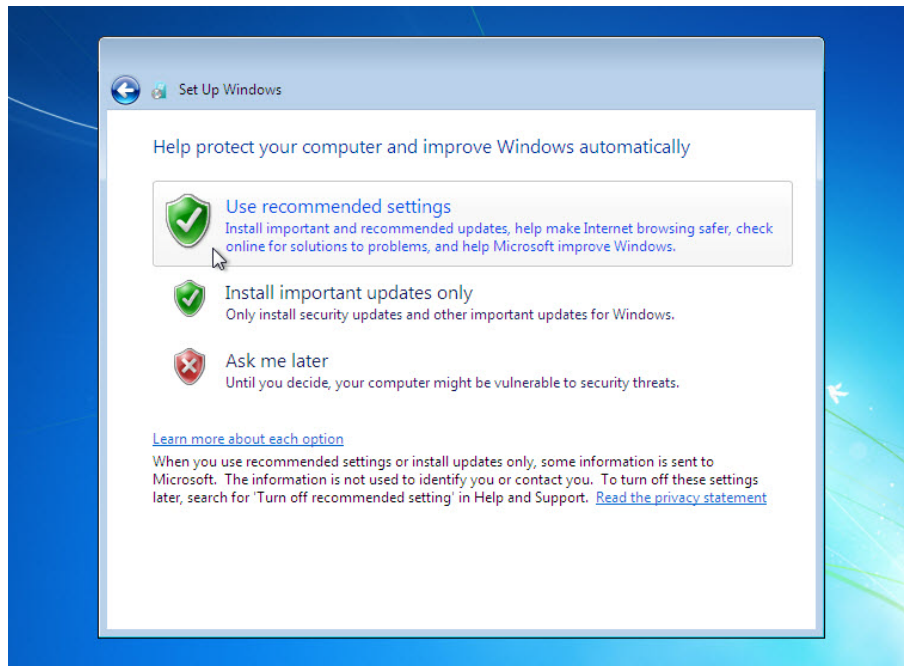 Set Up Windows
Help protect your computer and improve Windows automatically
Use recommended settings
Install important and recommended updates, help make Internet browsing safer, check
online for solutions to problems, and help Microsoft improve Windows.
Install important updates only
Only install security updates and other important updates for Windows.
Ask me later
Until you decide, your computer might be vulnerable to security threats.
Learn more about each option
When you use recommended settings or install updates only, some information is sent to
Microsoft. The information is not used to identify you or contact you. To turn off these settings
later, search for 'Turn off recommended setting' in Help and Support. Read the privacy statement